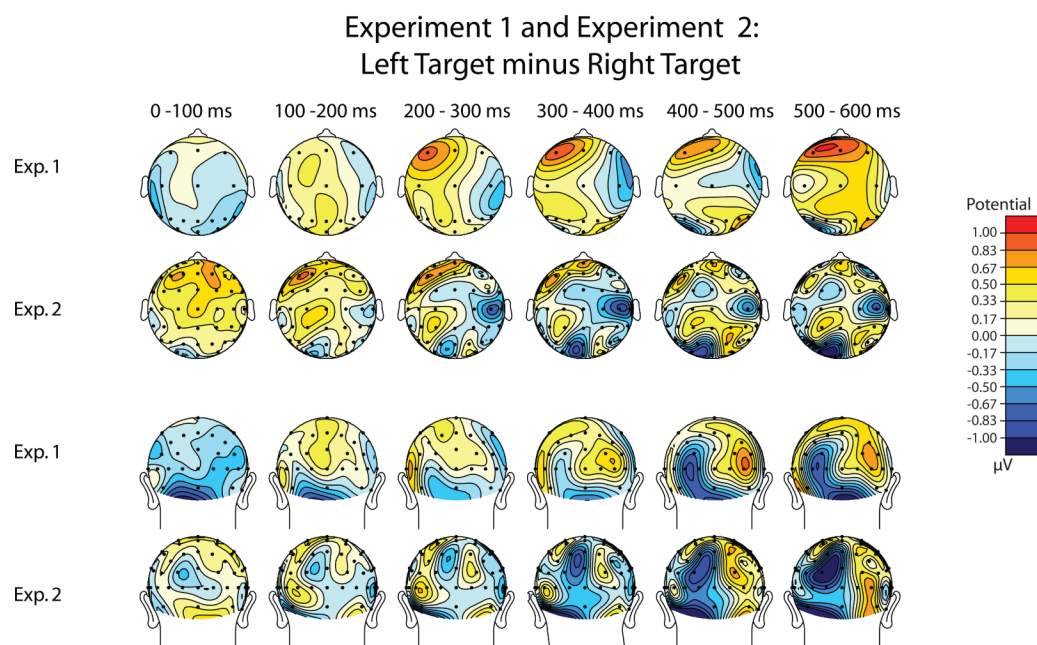 Experiment 1 and Experiment 2:
Left Target minus Right Target
0 -100 ms 100 -200 ms 200 - 300 ms 300 - 400 ms 400 - 500 ms 500 - 600 ms
Exp. 1
Exp. 2
Exp. 1
Exp. 2
Potential
1.00
0.83
0.67
0.50
0.33
0.17
0.00
-0.17
-0.33
-0.50
-0.67
-0.83
-1.00
µV